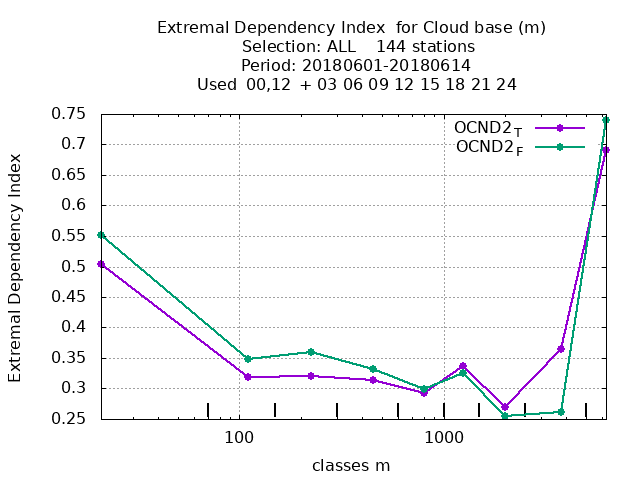 Extremal Dependency Index  for Cloud base (m)
Selection: ALL    144 stations
Period: 20180601-20180614
Used  00,12  + 03 06 09 12 15 18 21 24
OCND2T
OCND2F
0.75
0.7
0.65
0.6
0.55
0.5
0.45
0.4
0.35
0.3
0.25
Extremal Dependency Index
100
1000
classes m